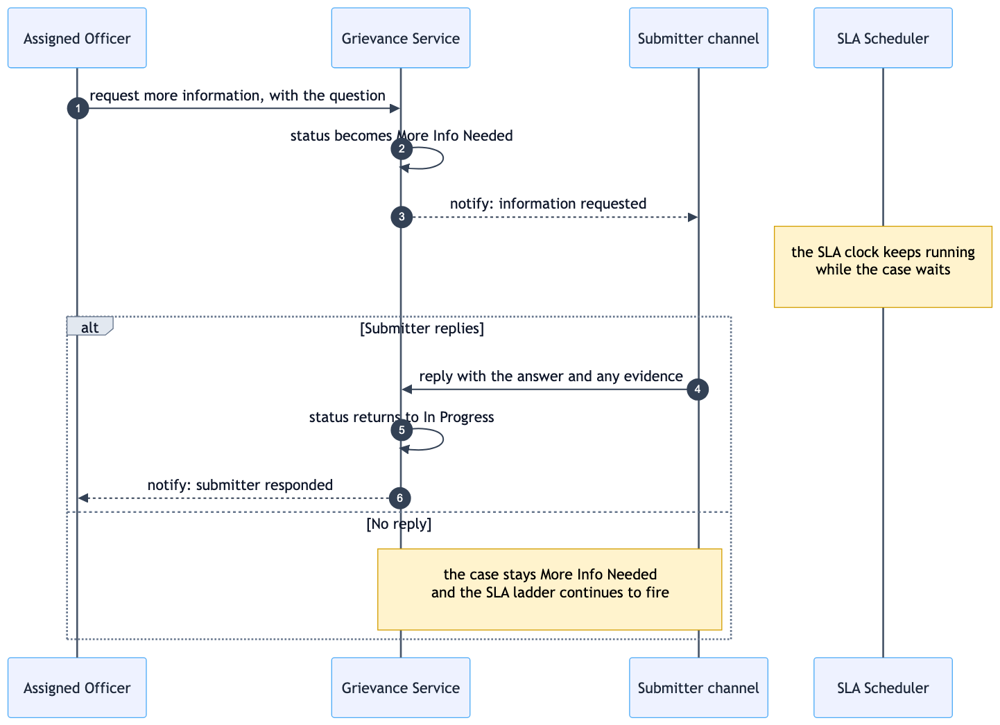 Assigned Officer
Grievance Service
Submitter channel
SLA Scheduler
request more information, with the question
1
status becomes More Info Needed
2
notify: information requested
3
the SLA clock keeps running
while the case waits
alt
[Submitter replies]
reply with the answer and any evidence
4
status returns to In Progress
5
notify: submitter responded
6
[No reply]
the case stays More Info Needed
and the SLA ladder continues to fire
Assigned Officer
Grievance Service
Submitter channel
SLA Scheduler